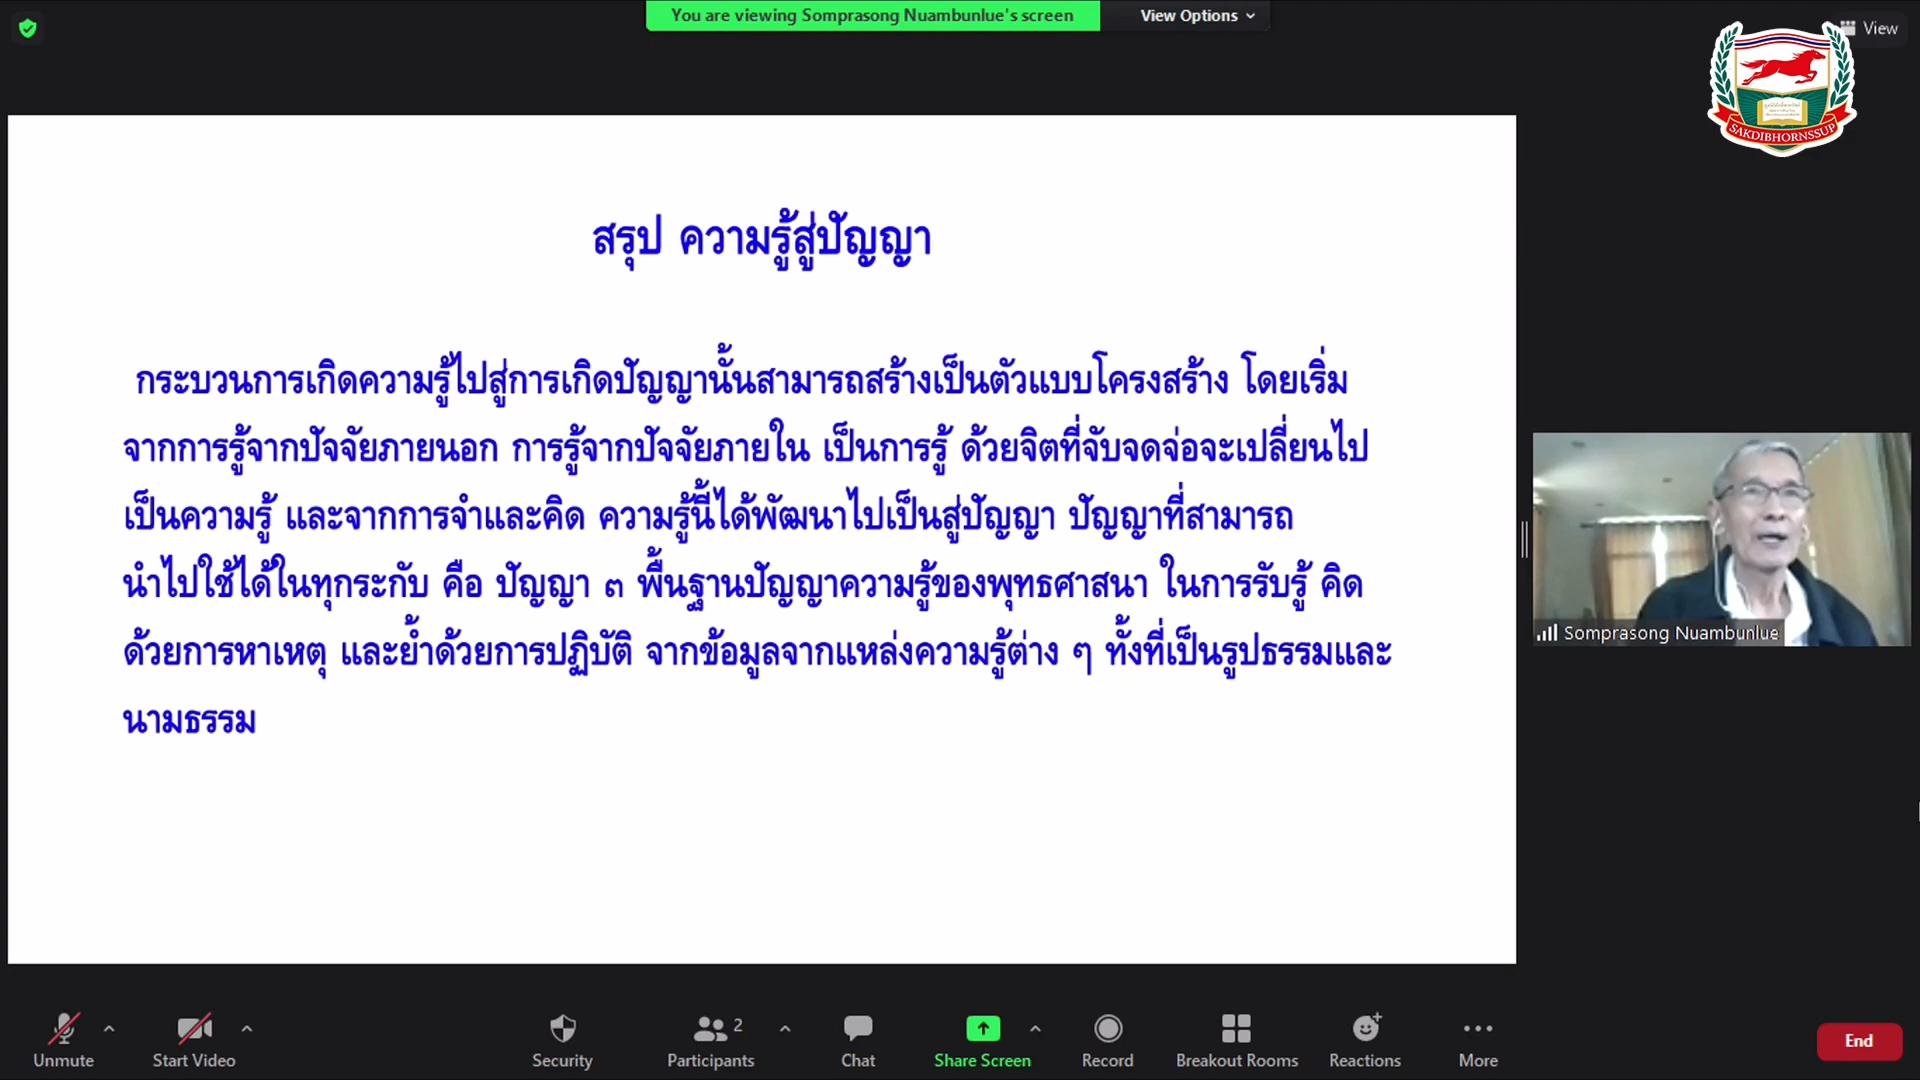 You are viewing Somprasong Nuambunlue's screen
View Options
View
SAKDIBHORNSSUP
สรุป ความรู้สู่ปัญญา
กระบวนการเกิดความรู้ไปสู่การเกิดปัญญานั้นสามารถสร้างเป็นตัวแบบโครงสร้าง โดยเริ่ม
จากการรู้จากปัจจัยภายนอก การรู้จากปัจจัยภายใน เป็นการรู้ ด้วยจิตที่จับจดจ่อจะเปลี่ยนไป
เป็นความรู้ และจากการจำและคิด ความรู้นี้ได้พัฒนาไปเป็นสู่ปัญญา ปัญญาที่สามารถ
นำไปใช้ได้ในทุกระกับ คือ ปัญญา ๓ พื้นฐานปัญญาความรู้ของพุทธศาสนา ในการรับรู้ คิด
ด้วยการหาเหตุ และย้ำด้วยการปฏิบัติ จากข้อมูลจากแหล่งความรู้ต่าง ๆ ทั้งที่เป็นรูปธรรมและ
นามธรรม
Somprasong Nuambunlue
Unmute
Start Video
Security
Participants 2
Chat
Share Screen
Record
Breakout Rooms
Reactions
More
End